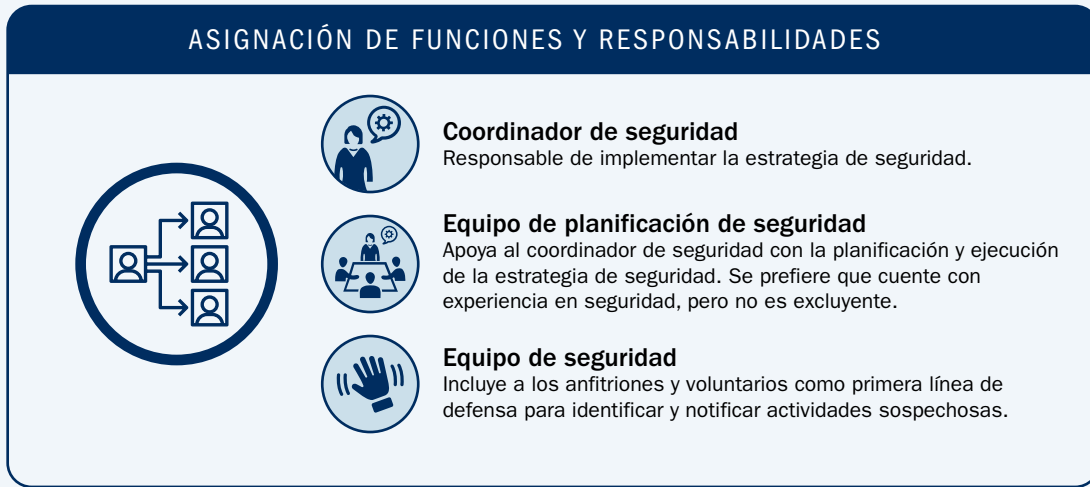 ASIGNACIÓN DE FUNCIONES Y RESPONSABILIDADES
Coordinador de seguridad
Responsable de implementar la estrategia de seguridad.
Equipo de planificación de seguridad
Apoya al coordinador de seguridad con la planificación y ejecución
de la estrategia de seguridad. Se prefiere que cuente con
experiencia en seguridad, pero no es excluyente.
Equipo de seguridad
Incluye a los anfitriones y voluntarios como primera línea de
defensa para identificar y notificar actividades sospechosas.